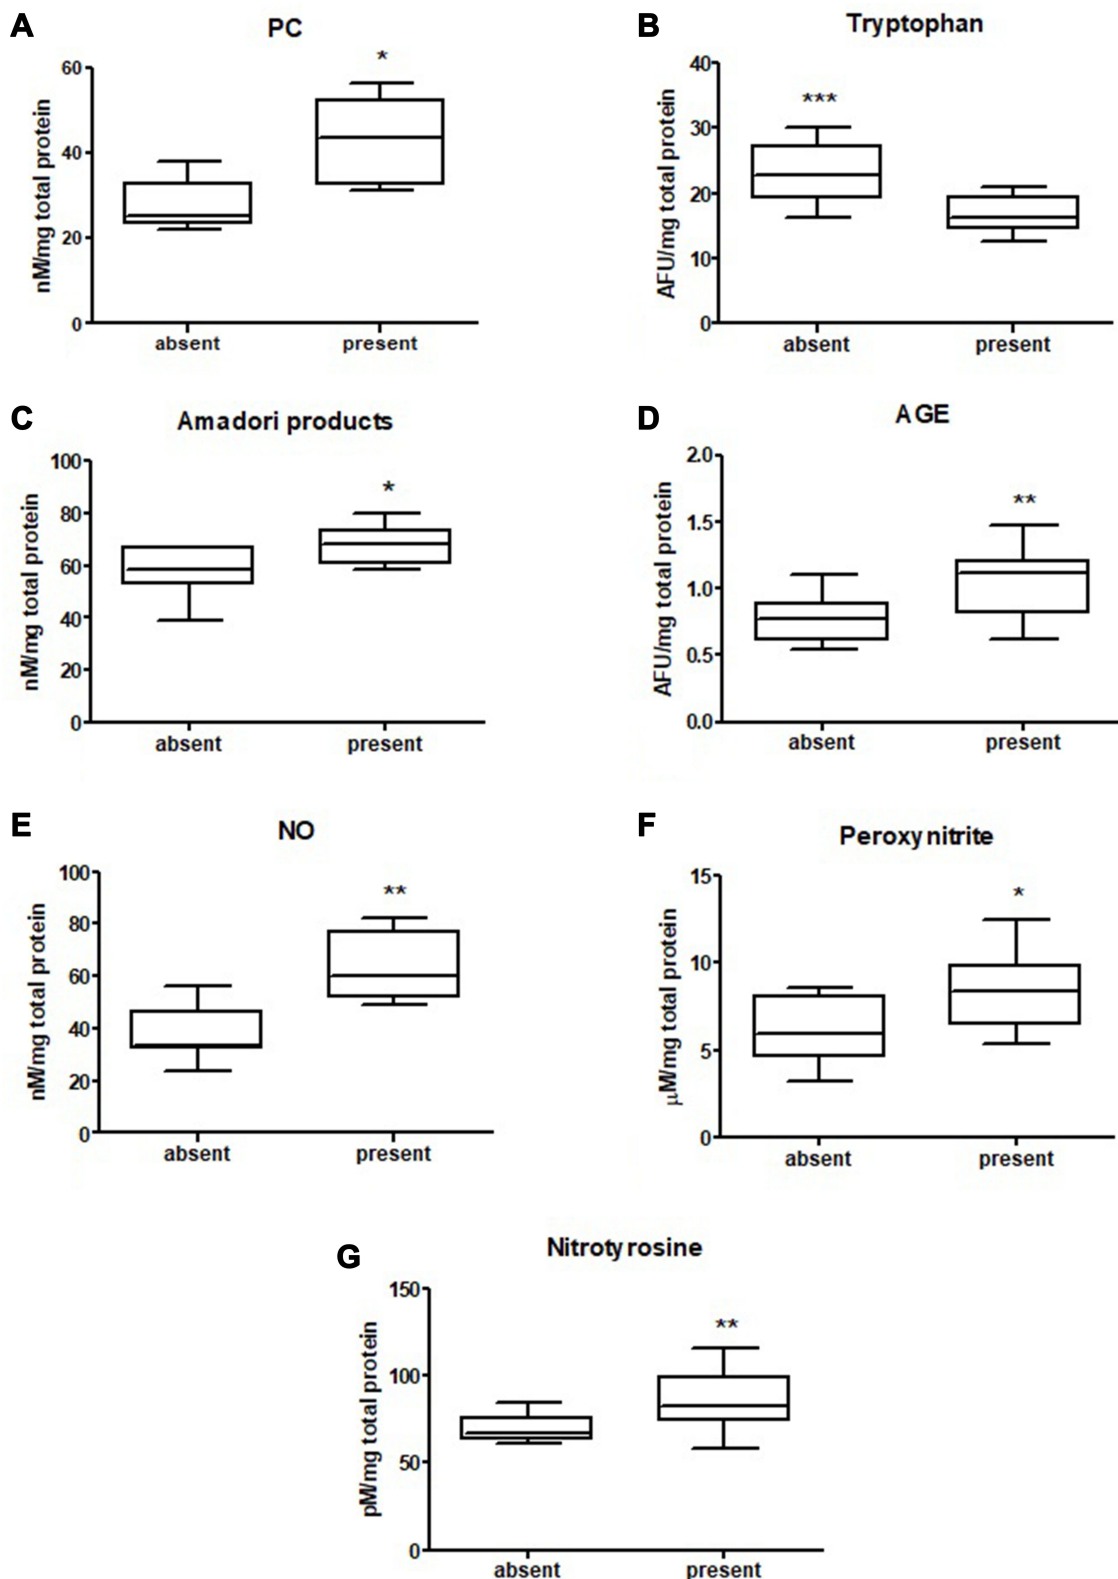 A
PC
*
60
40
20
0
nM/mg total protein
absent present
B
Tryptophan
***
40
30
20
10
0
AFU/mg total protein
absent present
C
Amadori products
*
100
80
60
40
20
0
nM/mg total protein
absent present
D
AGE
**
2.0
1.5
1.0
0.5
0.0
AFU/mg total protein
absent present
E
NO
**
100
80
60
40
20
0
nM/mg total protein
absent present
F
Peroxynitrite
*
15
10
5
0
µM/mg total protein
absent present
G
Nitrotyrosine
**
150
100
50
0
pM/mg total protein
absent present